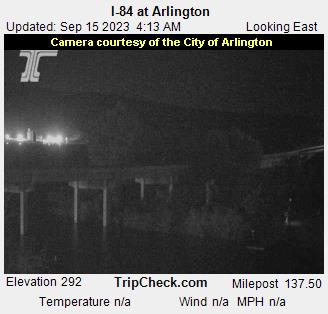 I-84 at Arlington
Updated: Sep 15 2023 4:13 AM Looking East
Camera courtesy of the City of Arlington
Elevation 292 TripCheck.com Milepost 137.50
Temperature n/a Wind n/a MPH n/a